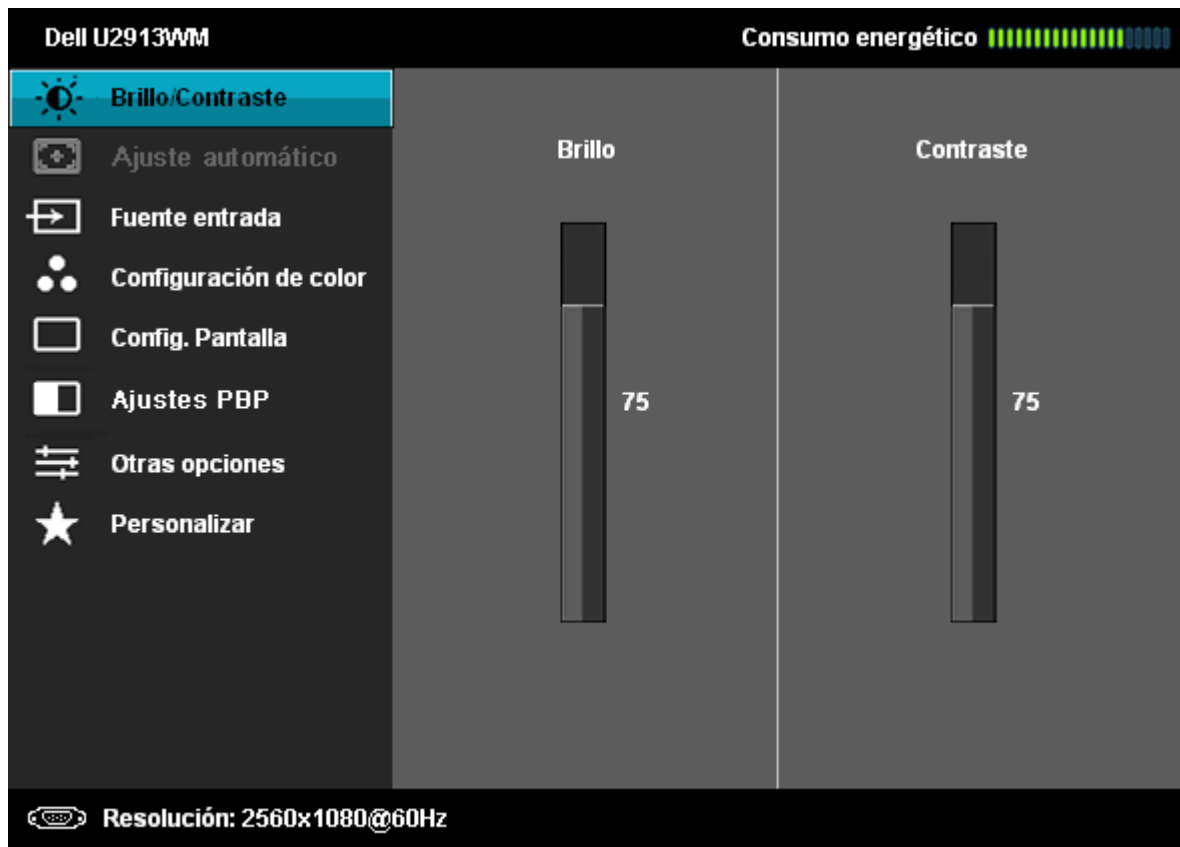 Dell U2913WM
Consumo energético
Brillo/Contraste
Ajuste automático
Fuente entrada
Configuración de color
Config. Pantalla
Ajustes PBP
Otras opciones
Personalizar
Brillo
75
Contraste
75
Resolución: 2560x1080@60Hz